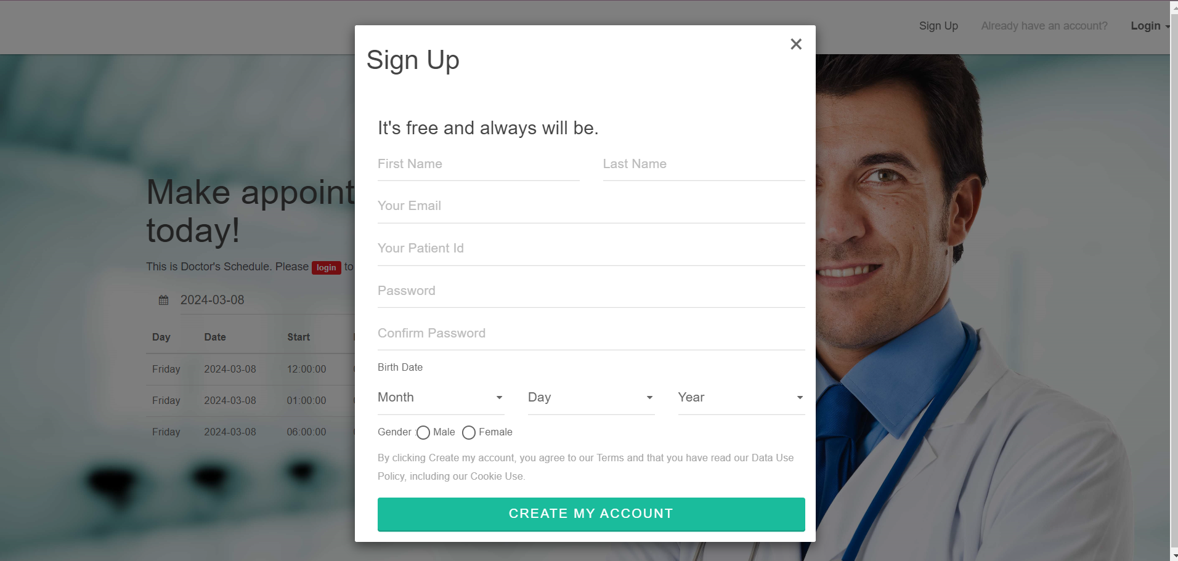 Sign Up Already have an account? Login
Sign Up
It's free and always will be.
First Name Last Name
Your Email
Your Patient Id
Password
Confirm Password
Birth Date
Month Day Year
Gender : Male Female
By clicking Create my account, you agree to our Terms and that you have read our Data Use
Policy, including our Cookie Use.
CREATE MY ACCOUNT
Make appoint
today!
This is Doctor's Schedule. Please login to
2024-03-08
Day Date Start
Friday 2024-03-08 12:00:00
Friday 2024-03-08 01:00:00
Friday 2024-03-08 06:00:00